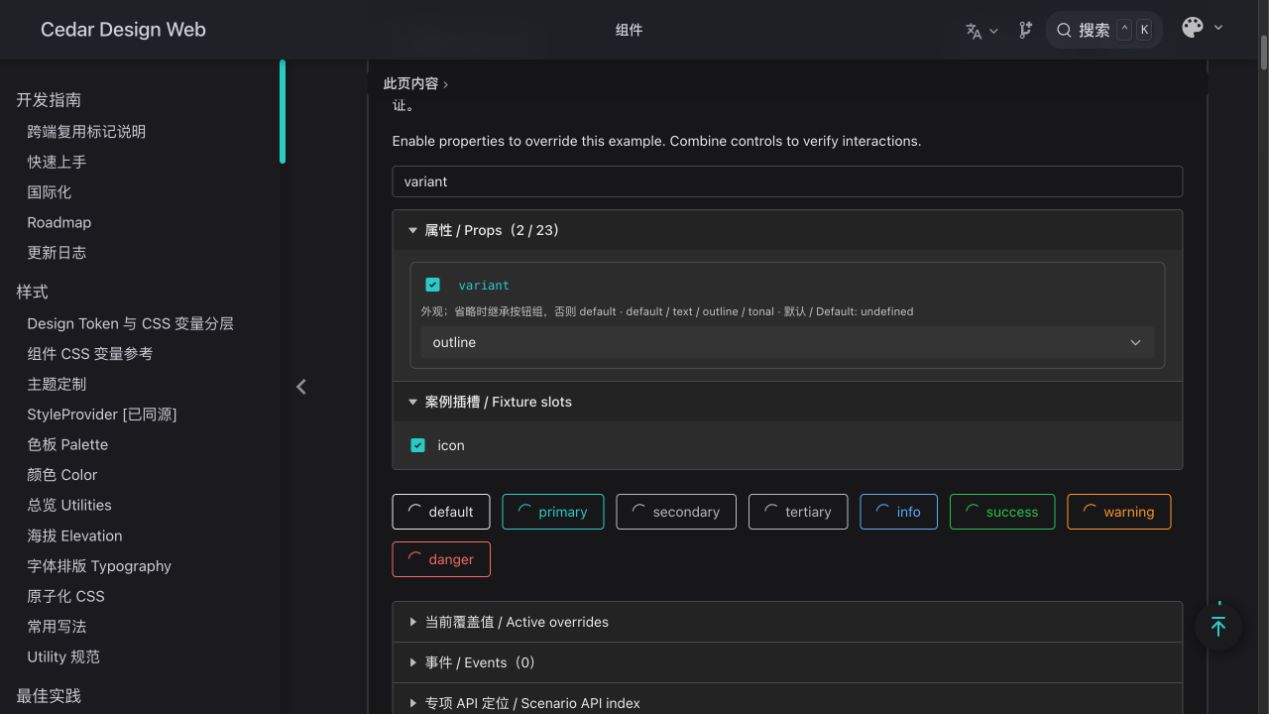 Cedar Design Web
组件
搜索 ^ K
开发指南
跨端复用标记说明
快速上手
国际化
Roadmap
更新日志
样式
Design Token 与 CSS 变量分层
组件 CSS 变量参考
主题定制
StyleProvider [已同源]
色板 Palette
颜色 Color
总览 Utilities
海拔 Elevation
字体排版 Typography
原子化 CSS
常用写法
Utility 规范
最佳实践
此页内容
证。
Enable properties to override this example. Combine controls to verify interactions.
variant
属性 / Props（2 / 23）
variant
外观；省略时继承按钮组，否则 default · default / text / outline / tonal · 默认 / Default: undefined
outline
案例插槽 / Fixture slots
icon
default primary secondary tertiary info success warning
danger
当前覆盖值 / Active overrides
事件 / Events（0）
专项 API 定位 / Scenario API index